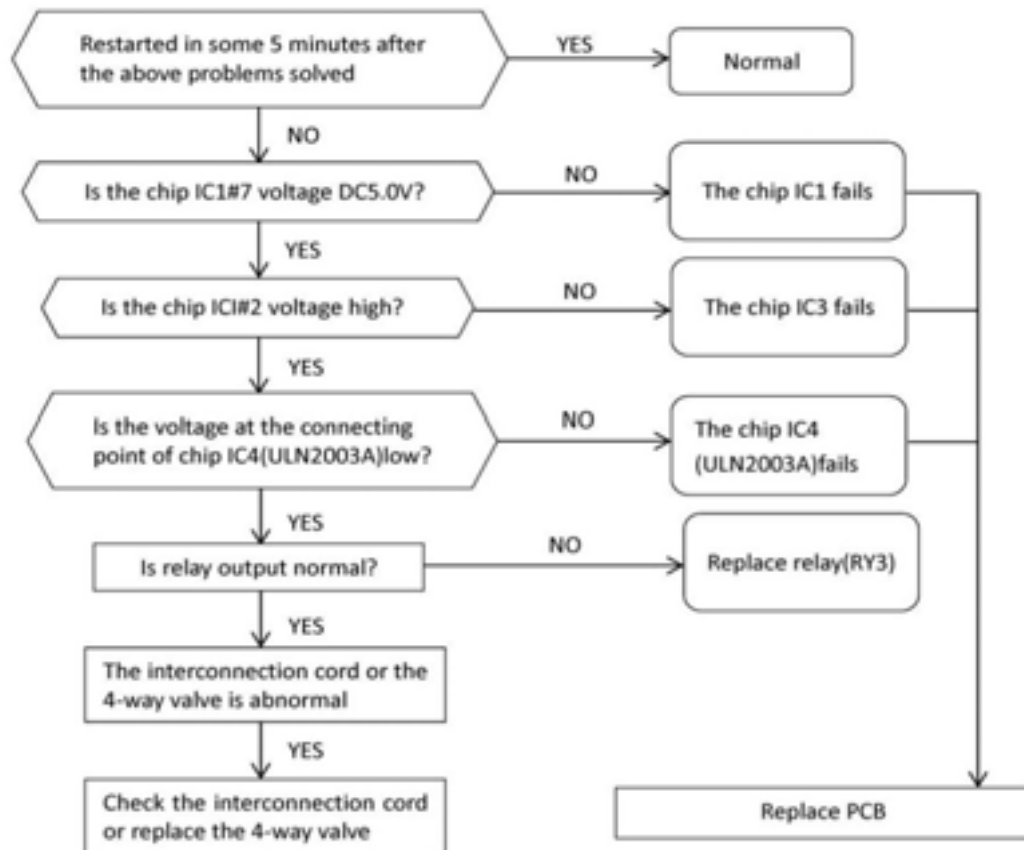 Restarted in some 5 minutes after
the above problems solved
YES
Normal
NO
Is the chip IC1#7 voltage DC5.0V?
NO
The chip IC1 fails
YES
Is the chip ICI#2 voltage high?
NO
The chip IC3 fails
YES
Is the voltage at the connecting
point of chip IC4(ULN2003A)low?
NO
The chip IC4
(ULN2003A)fails
YES
Is relay output normal?
NO
Replace relay(RY3)
YES
The interconnection cord or the
4-way valve is abnormal
YES
Check the interconnection cord
or replace the 4-way valve
Replace PCB